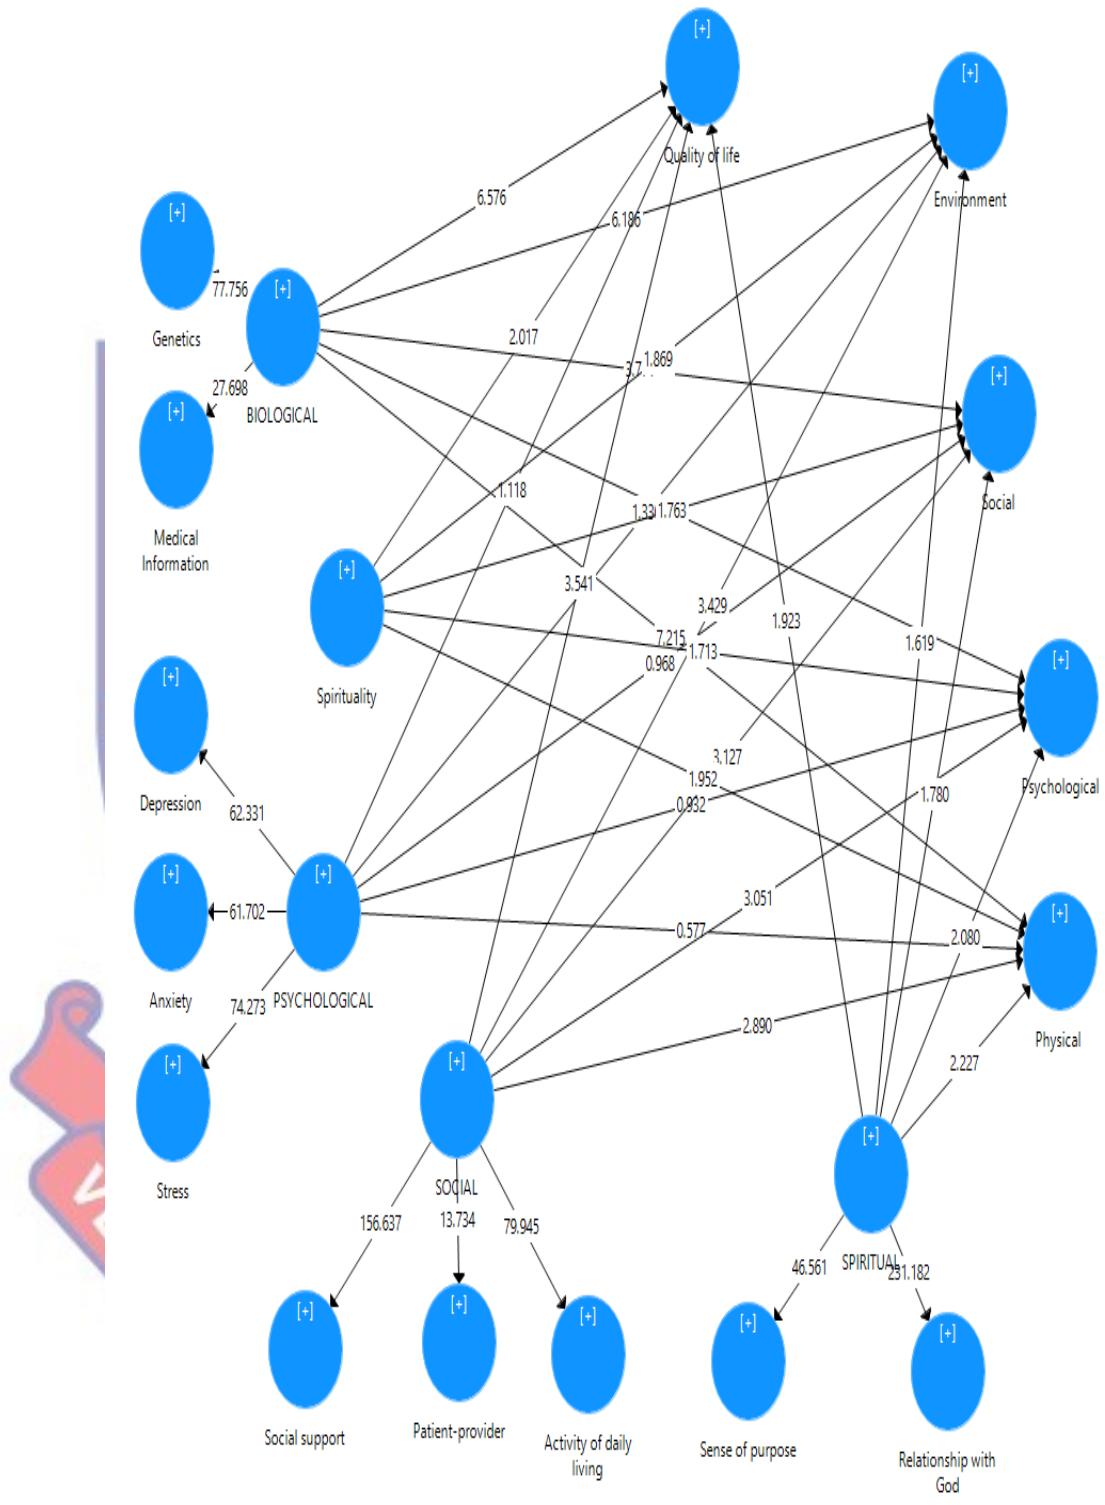 [+]
Quality of life
[+]
Environment
6.576
6.186
[+]
Genetics
77.756
[+]
BIOLOGICAL
27.698
[+]
Medical
Information
2.017
1.869
[+]
Social
1.118
1.763
[+]
Spirituality
3.541
3.429
1.923
1.619
7.215
1.713
0.968
[+]
Psychological
[+]
Depression
62.331
3.127
1.952
0.932
1.780
[+]
Anxiety
61.702
[+]
PSYCHOLOGICAL
74.273
3.051
0.577
2.080
[+]
Physical
2.890
2.227
[+]
Stress
[+]
SOCIAL
156.637
13.734
79.945
[+]
SPIRITUAL
46.561
231.182
[+]
Social support
[+]
Patient-provider
[+]
Activity of daily
living
[+]
Sense of purpose
[+]
Relationship with
God